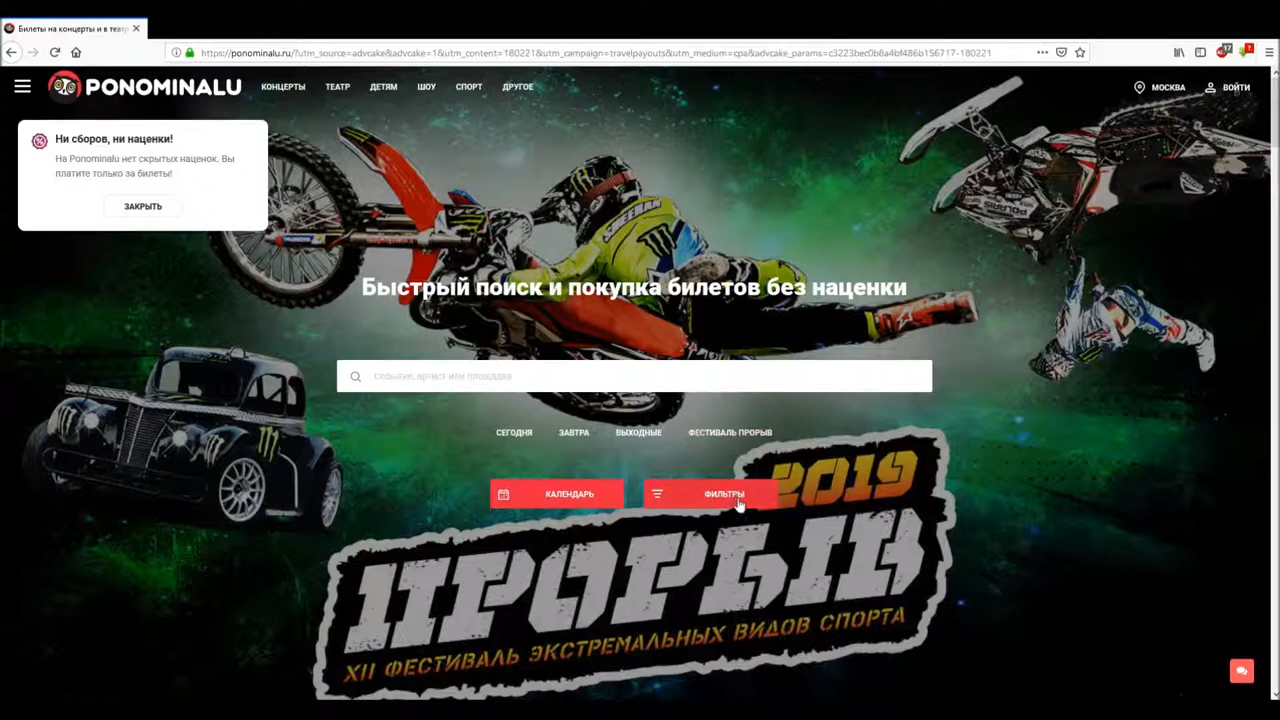 Билеты на концерты и в театр
https://ponominalu.ru/?utm_source=advcake&advcake=1&utm_content=180221&utm_campaign=travelpayouts&utm_medium=cpa&advcake_params=c3223bec0b8a4bf486b156717-180221
12
PONOMINALU
КОНЦЕРТЫ
ТЕАТР
ДЕТЯМ
ШОУ
СПОРТ
ДРУГОЕ
МОСКВА
ВОЙТИ
Ни сборов, ни наценки!
На Ponominalu нет скрытых наценок. Вы
платите только за билеты!
ЗАКРЫТЬ
SHEEHAN
POLARIS
Быстрый поиск и покупка билетов без наценки
Событие, артист или площадка
СЕГОДНЯ
ЗАВТРА
ВЫХОДНЫЕ
ФЕСТИВАЛЬ ПРОРЫВ
КАЛЕНДАРЬ
ФИЛЬТРЫ
2019
ПРОРЫВ
XII ФЕСТИВАЛЬ ЭКСТРЕМАЛЬНЫХ ВИДОВ СПОРТА